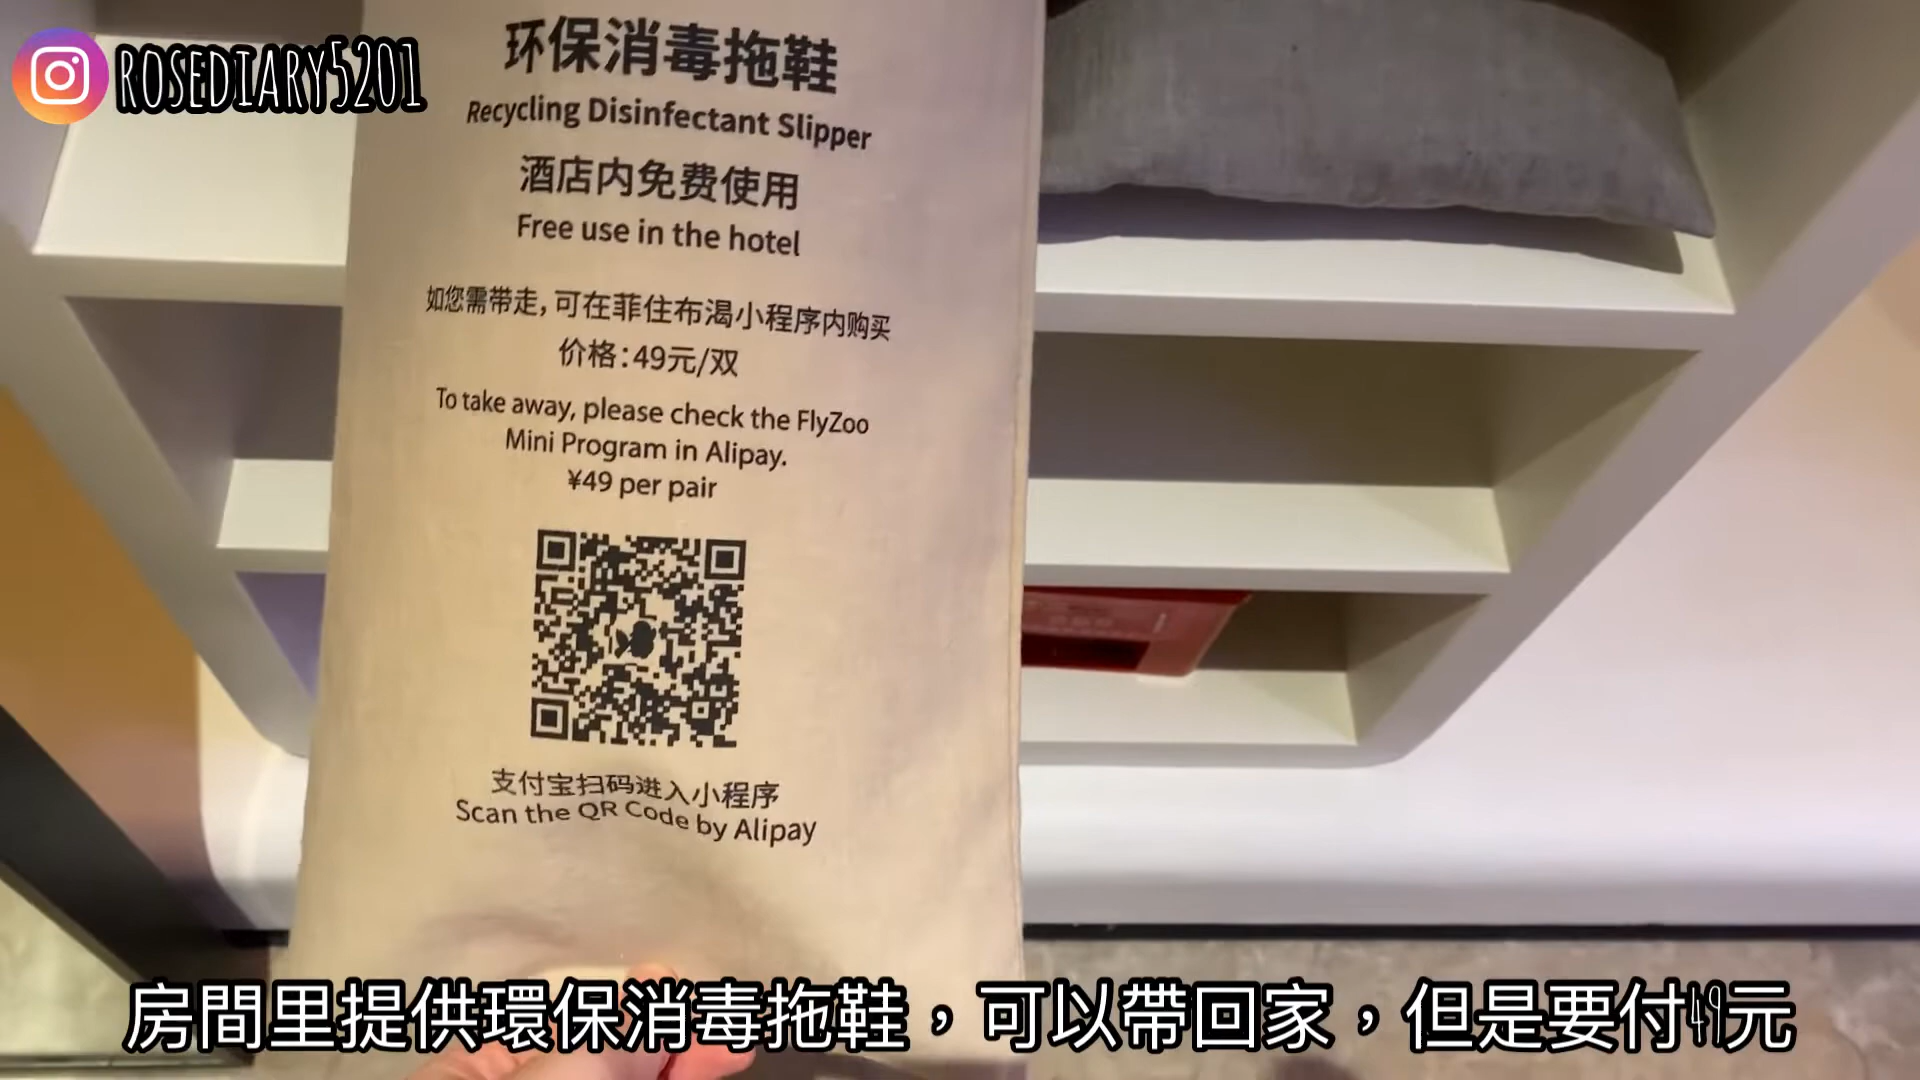 ROSEDIARY5201
环保消毒拖鞋
Recycling Disinfectant Slipper
酒店内免费使用
Free use in the hotel
如您需带走,可在菲住布渴小程序内购买
价格:49元/双
To take away, please check the FlyZoo
Mini Program in Alipay.
¥49 per pair
支付宝扫码进入小程序
Scan the QR Code by Alipay
房間里提供環保消毒拖鞋，可以帶回家，但是要付49元